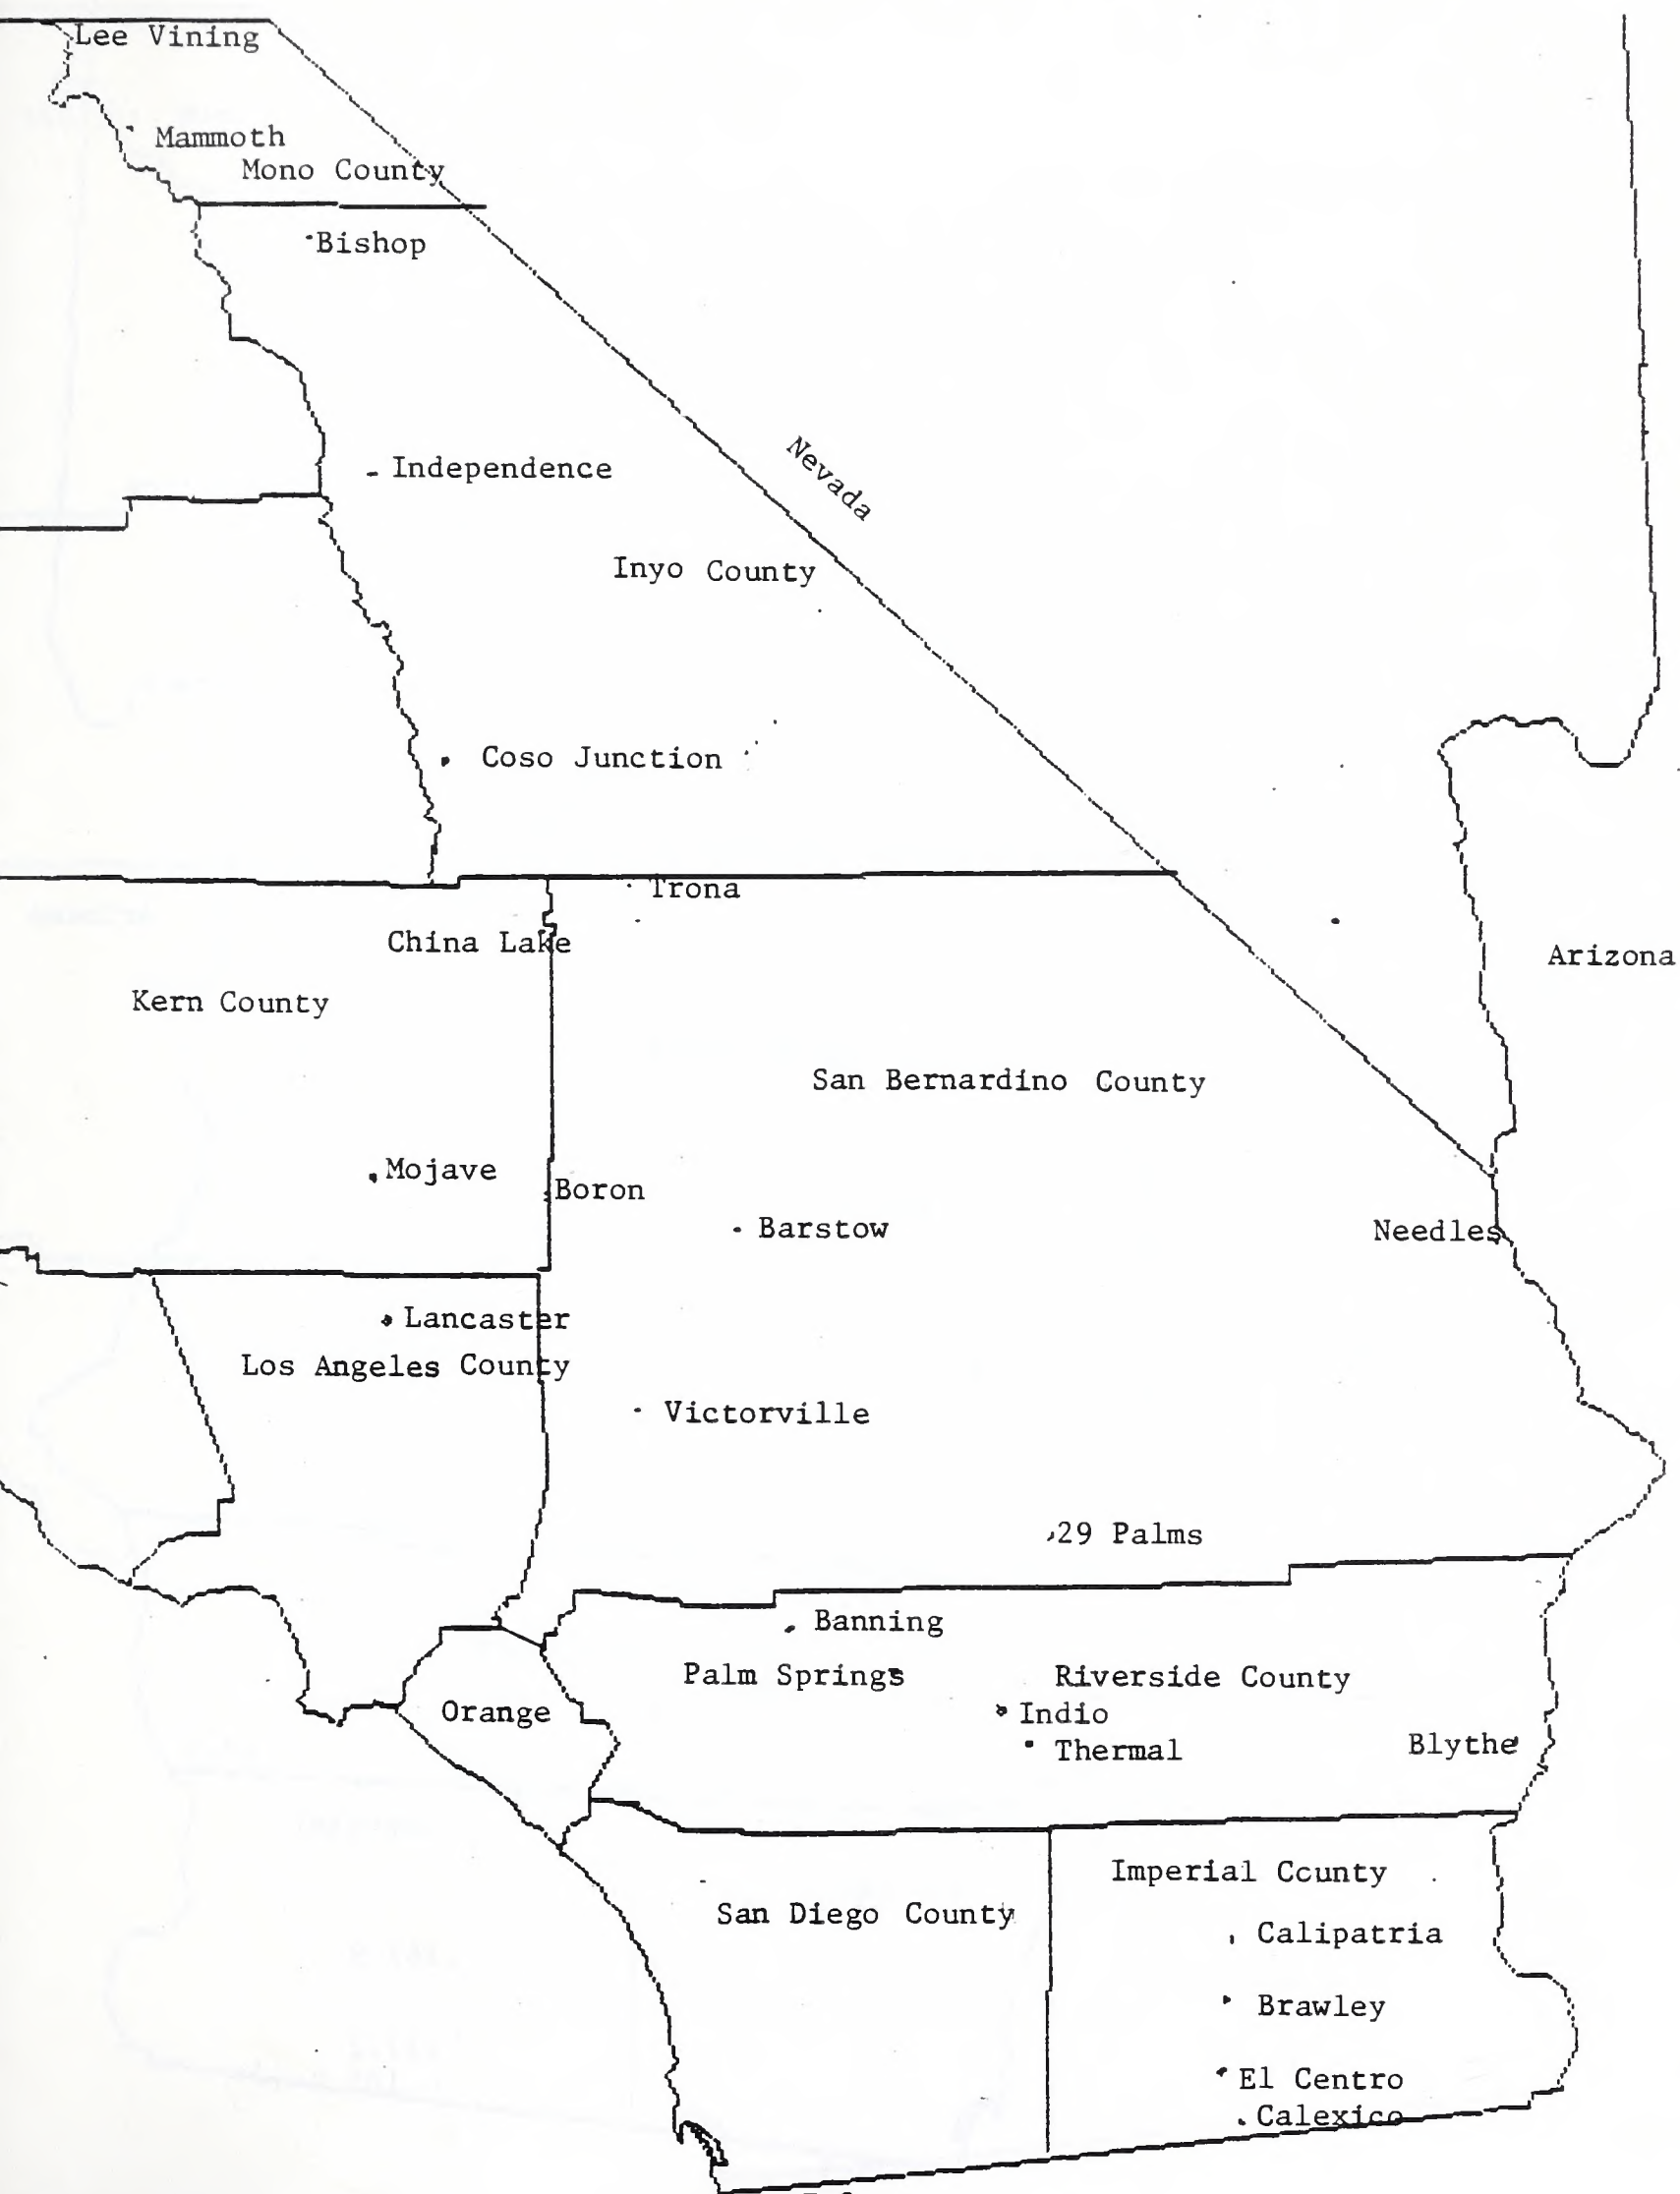 Lee Vining
Mammoth
Mono County
Bishop
Nevada
Independence
Inyo County
Coso Junction
Trona
China Lake
Arizona
Kern County
San Bernardino County
Mojave
Boron
Barstow
Needles
Lancaster
Los Angeles County
Victorville
29 Palms
Banning
Palm Springs
Riverside County
Orange
Indio
Thermal
Blythe
Imperial Ccunty
San Diego County
Calipatria
Brawley
El Centro
Calexico